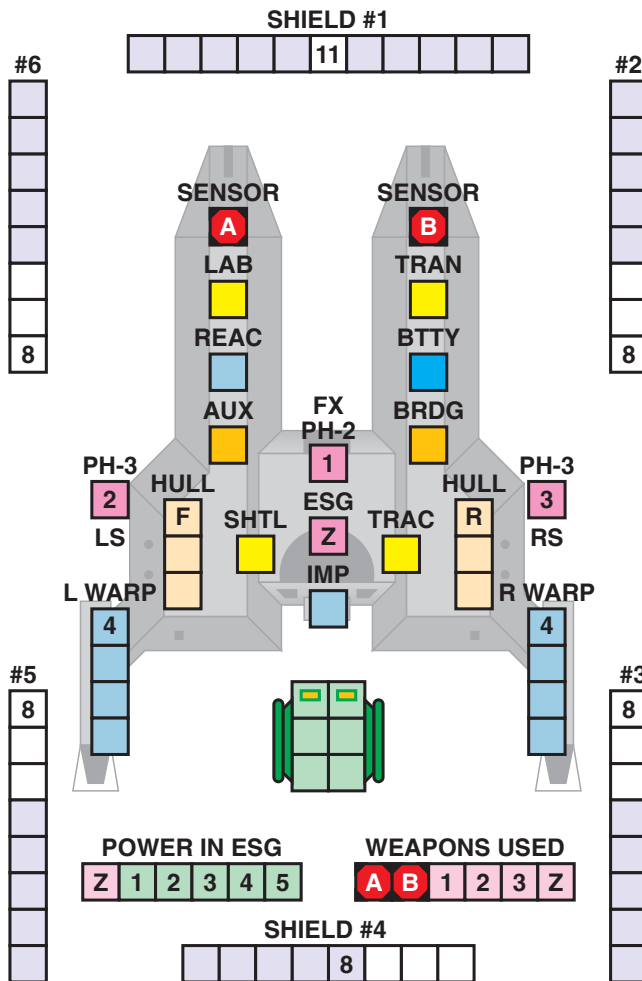 SHIELD #1
11
#6
#2
SENSOR SENSOR
A B
LAB TRAN
REAC BTTY
8 8
AUX FX BRDG
PH-2
1
PH-3 HULL HULL PH-3
2 F ESG R 3
LS SHTL Z TRAC RS
IMP
L WARP R WARP
4 4
#5 #3
8 8
POWER IN ESG WEAPONS USED
Z 1 2 3 4 5 A B 1 2 3 Z
SHIELD #4
8